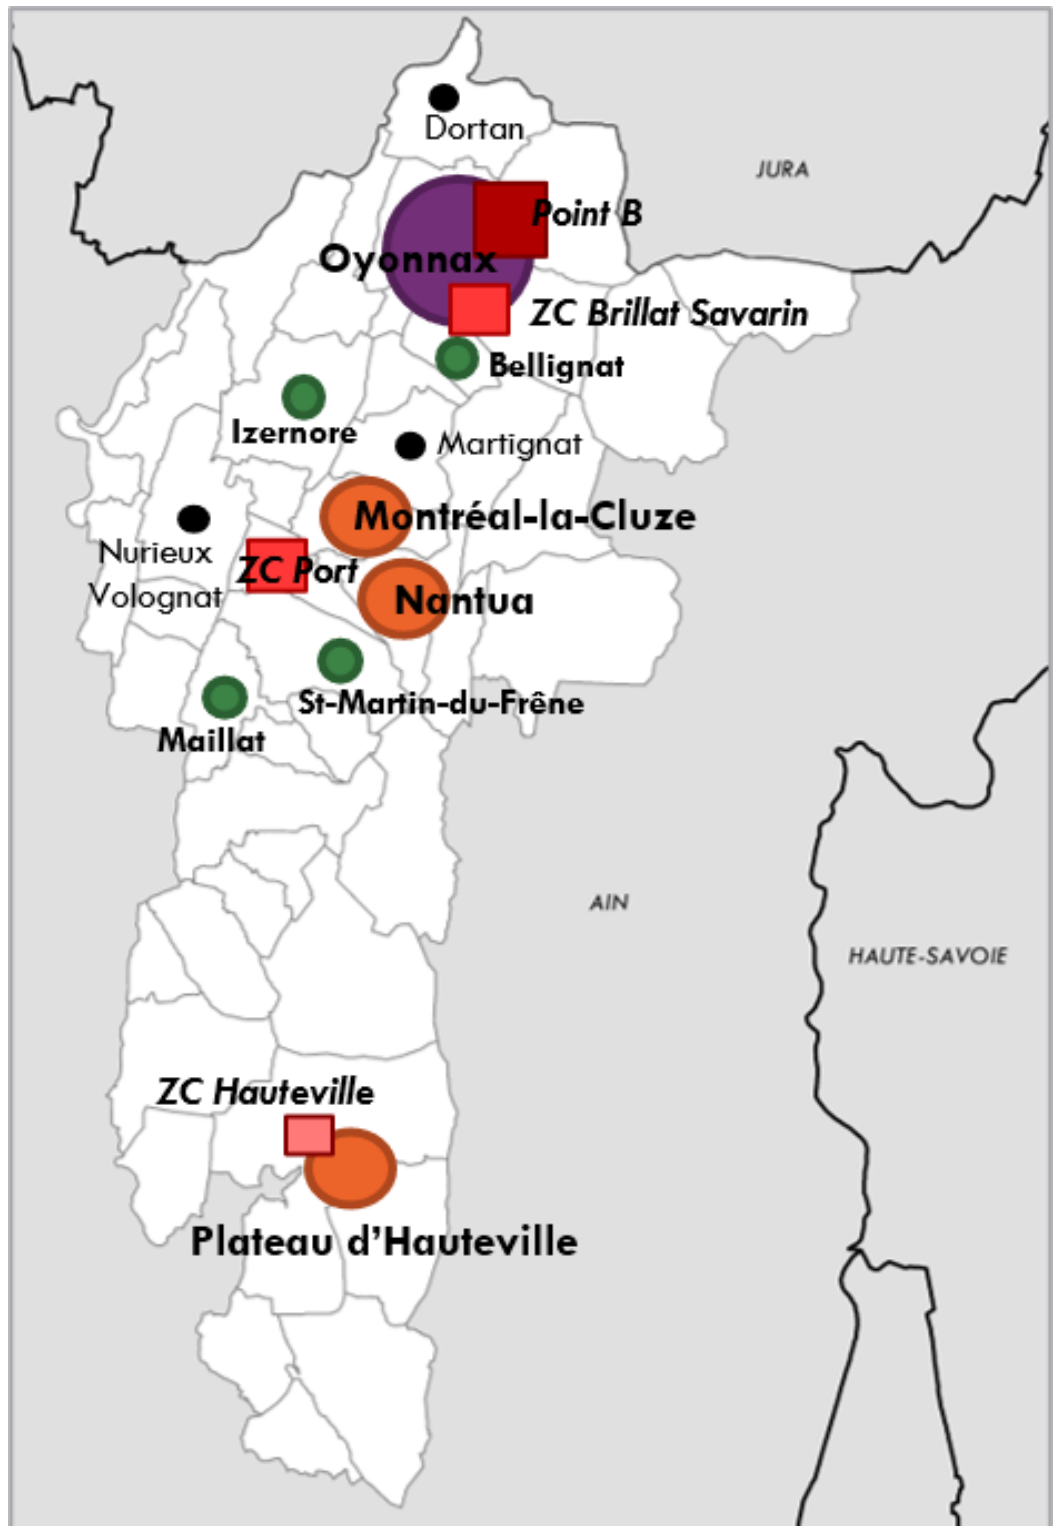 Dortan
JURA
Point B
Oyonnax
ZC Brillat Savarin
Bellignat
Izernore
Martignat
Montréal-la-Cluze
Nurieux
Volognat
ZC Port
Nantua
St-Martin-du-Frêne
Maillat
AIN
HAUTE-SAVOIE
ZC Hauteville
Plateau d’Hauteville